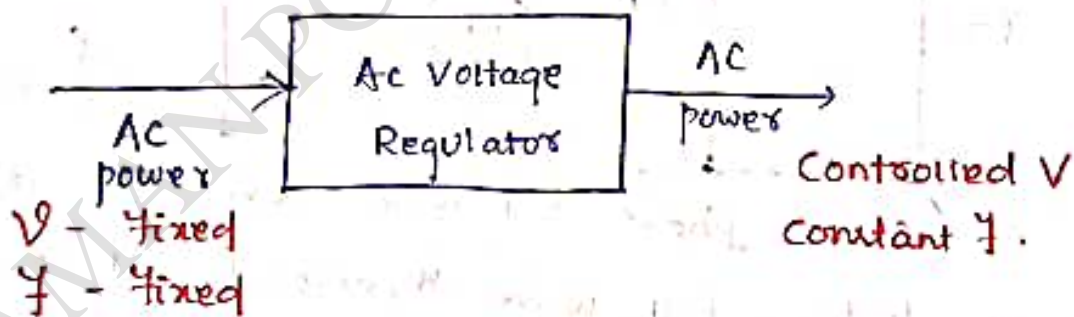 Ac Voltage
Regulator
AC
power
AC
power
V - fixed
f - fixed
Controlled V
Constant f.